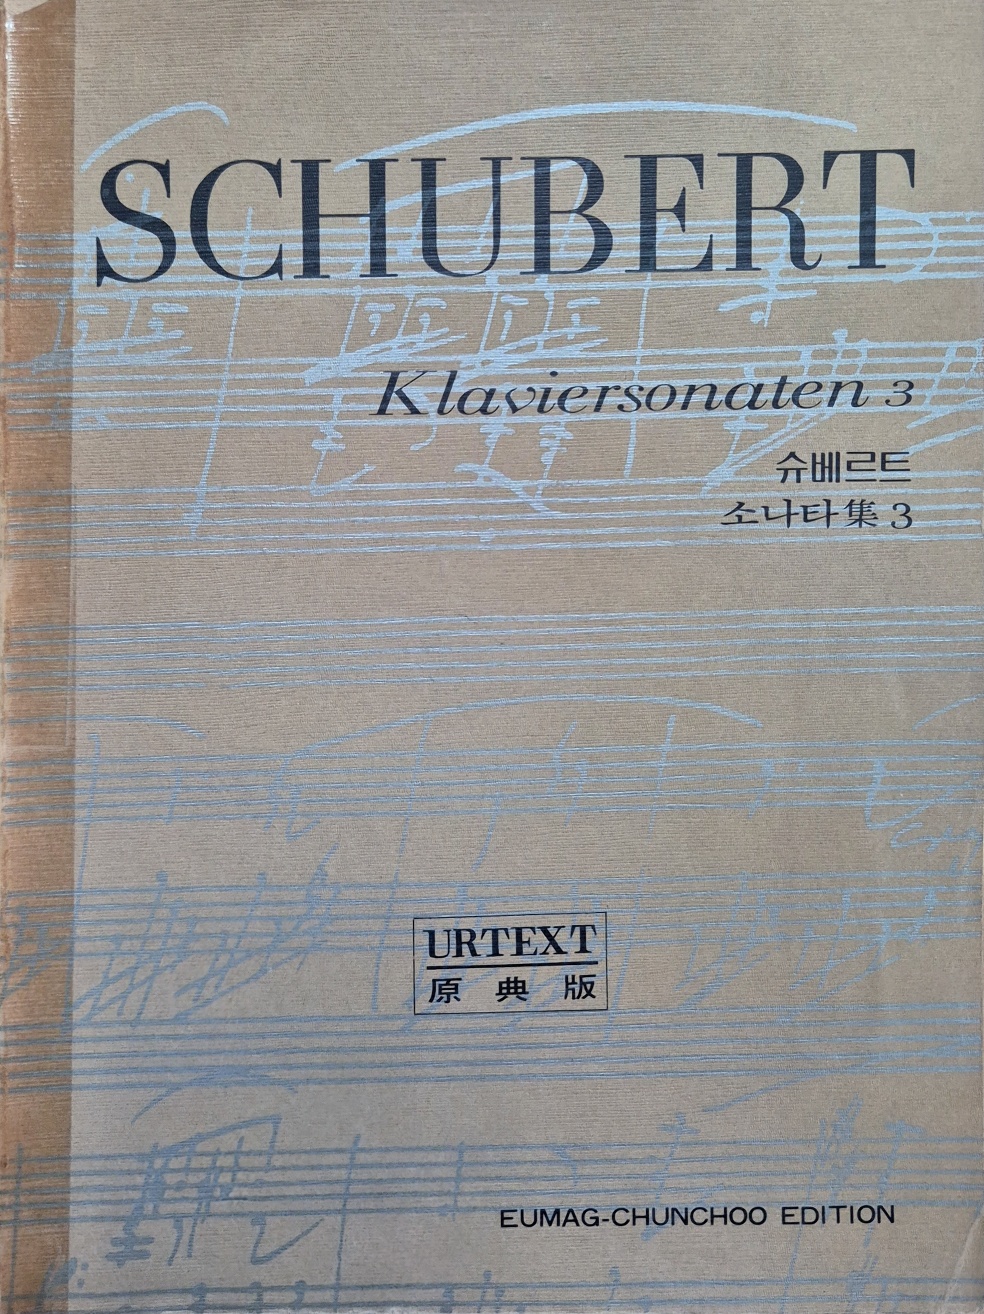 SCHUBERT
Klaviersonaten 3
슈베르트
소나타集 3
URTEXT
原典版
EUMAG-CHUNCHOO EDITION